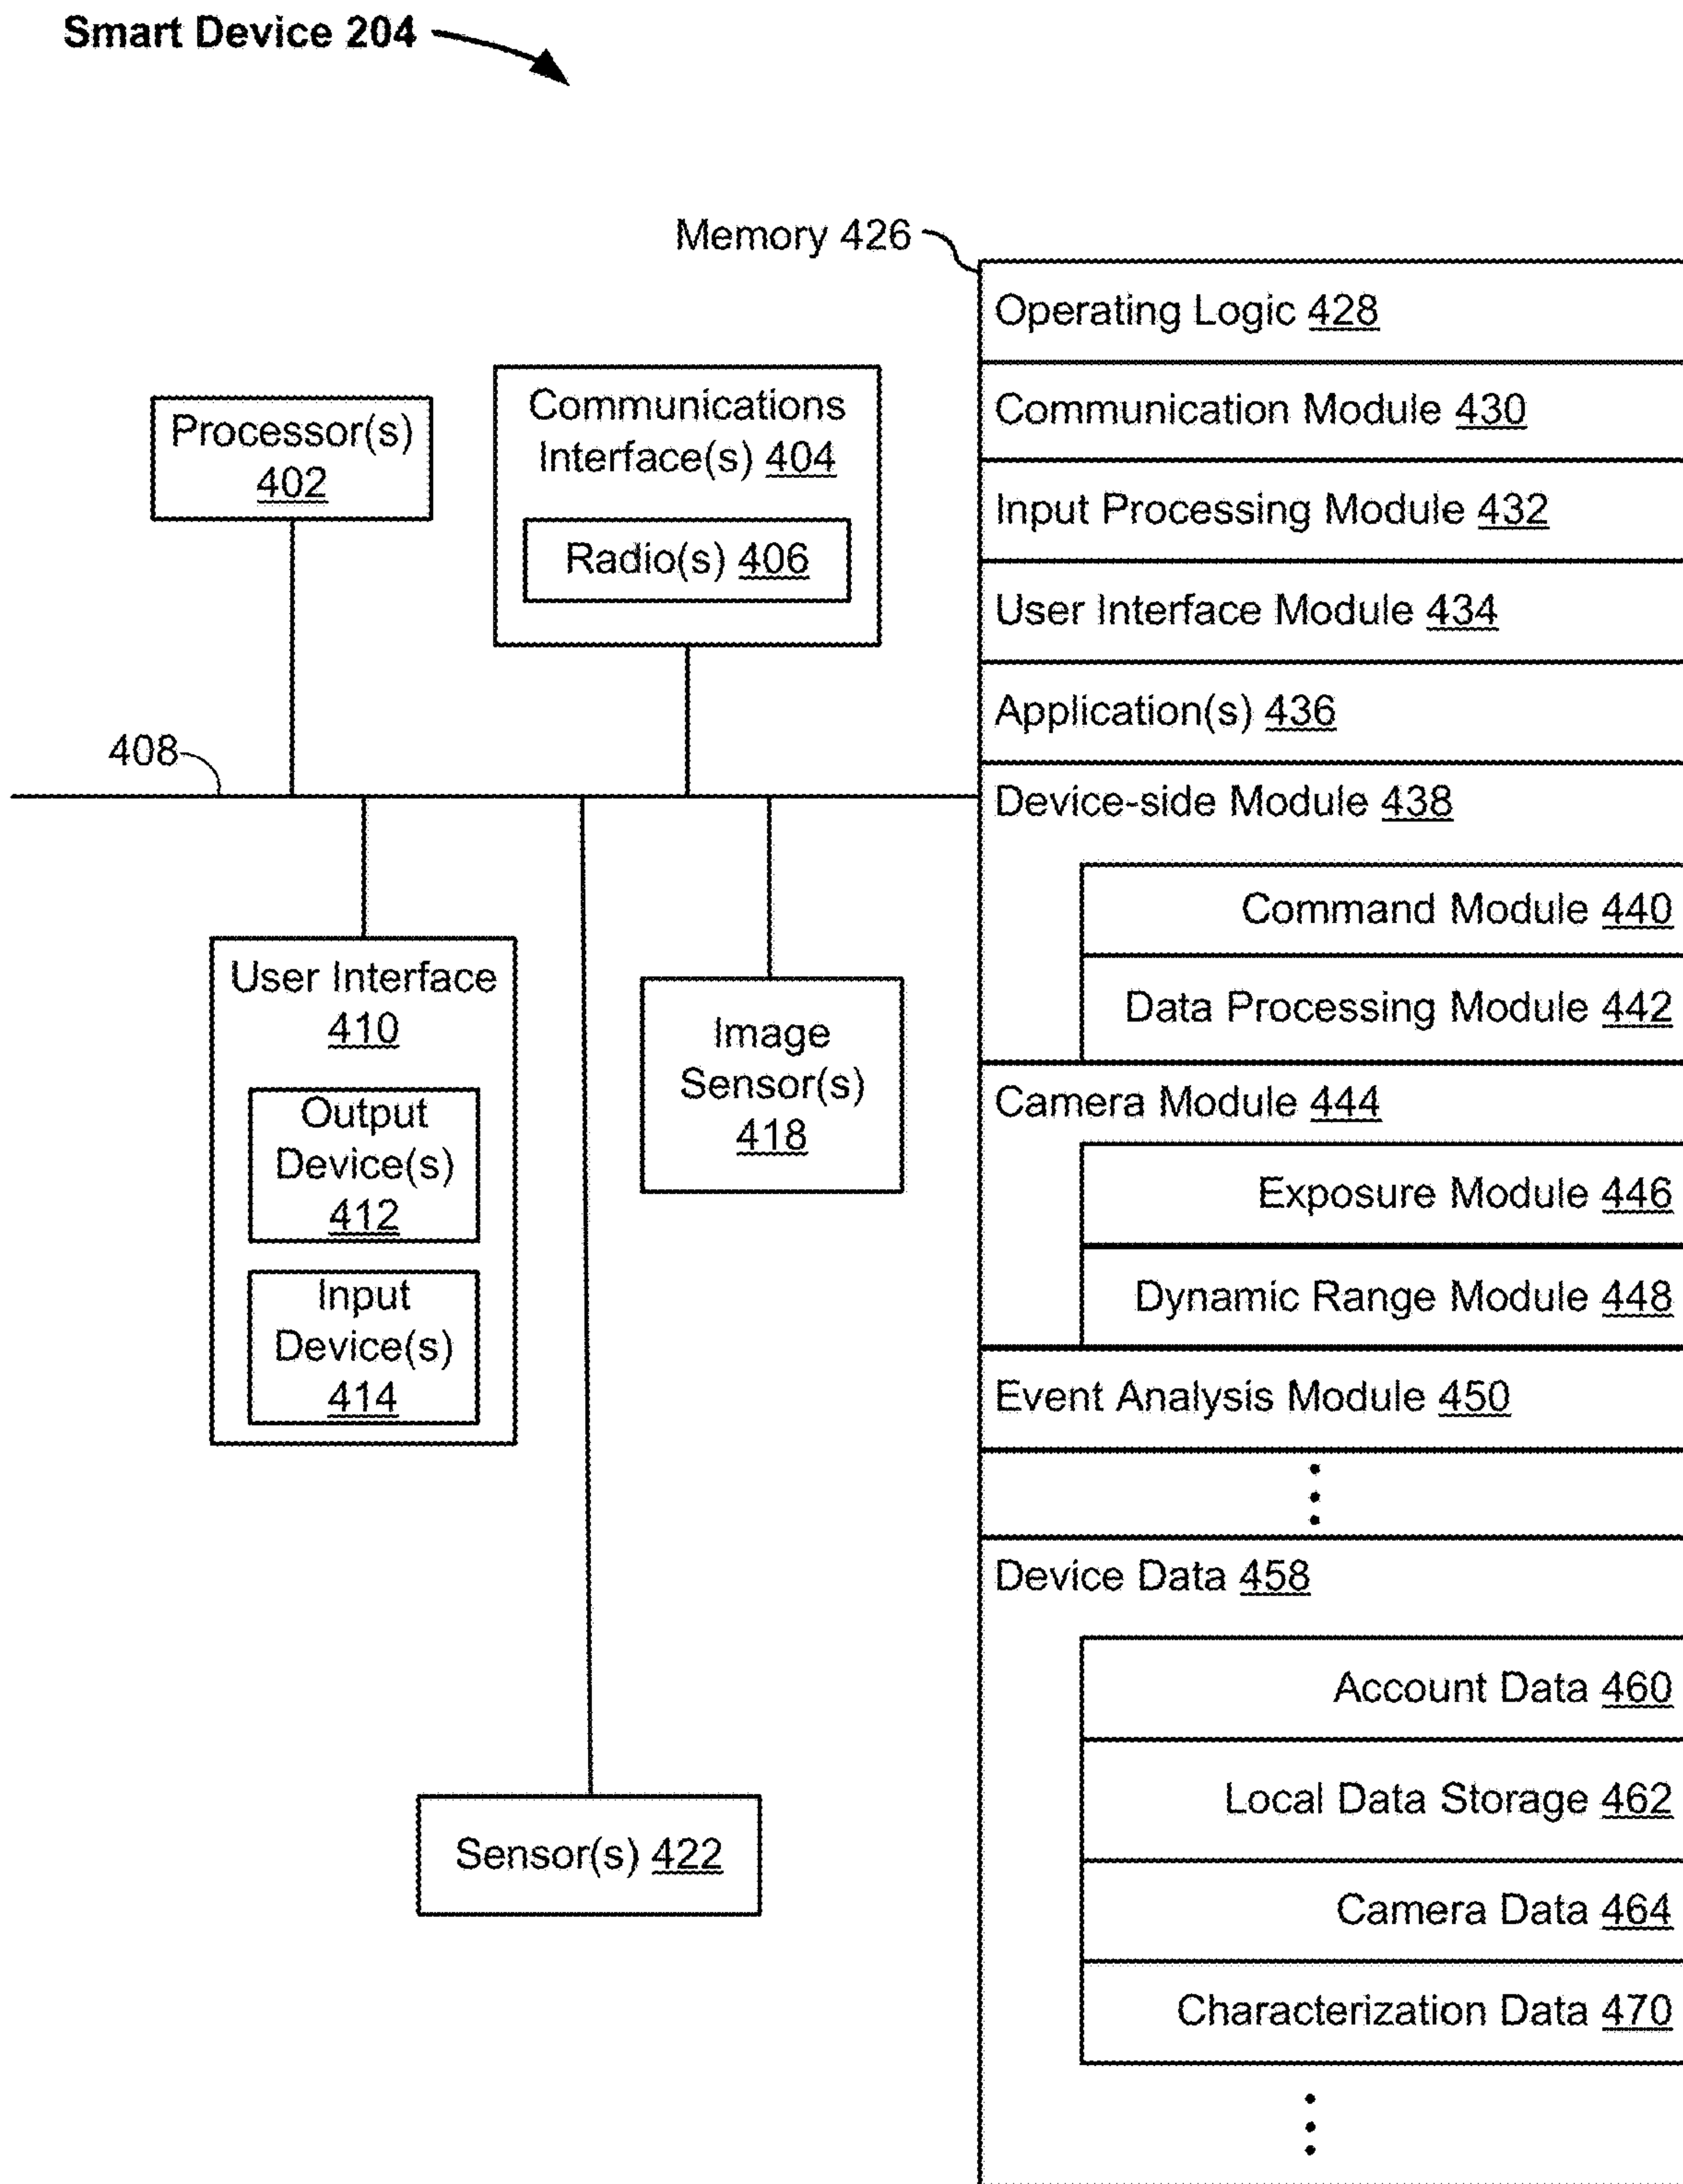 Smart Device 204
Memory 426
Operating Logic 428
Communication Module 430
Input Processing Module 432
User Interface Module 434
Application(s) 436
Device-side Module 438
Command Module 440
Data Processing Module 442
Camera Module 444
Exposure Module 446
Dynamic Range Module 448
Event Analysis Module 450
Device Data 458
Account Data 460
Local Data Storage 462
Camera Data 464
Characterization Data 470
Processor(s)
402
Communications
Interface(s) 404
Radio(s) 406
408
User Interface
410
Output
Device(s)
412
Input
Device(s)
414
Image
Sensor(s)
418
Sensor(s) 422